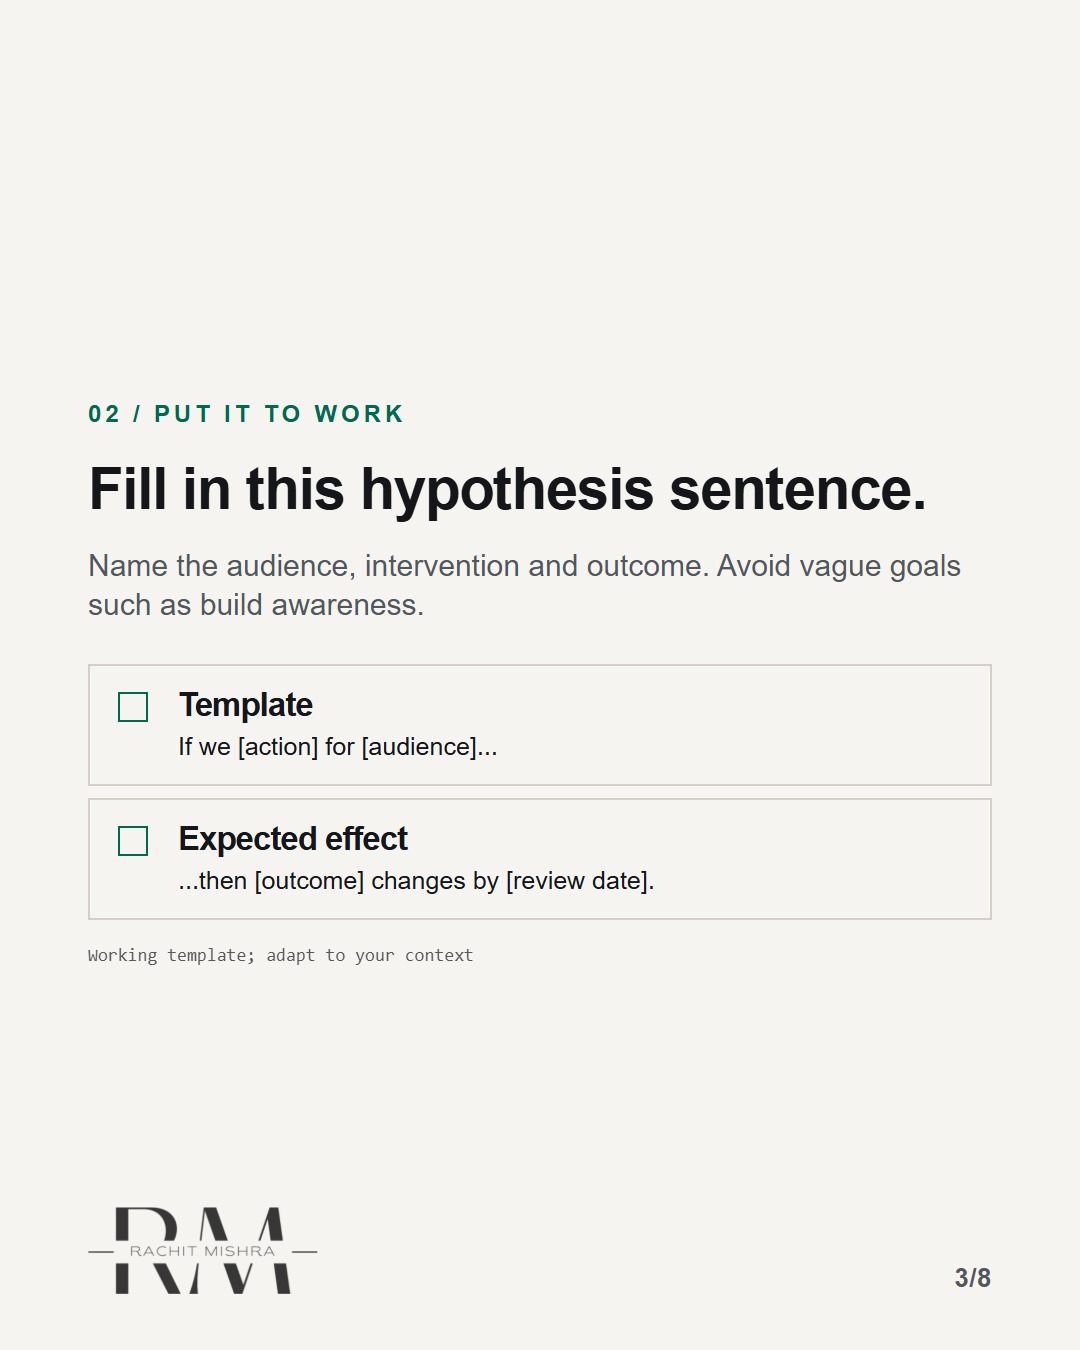 02 / PUT IT TO WORK
Fill in this hypothesis sentence.
Name the audience, intervention and outcome. Avoid vague goals
such as build awareness.
Template
If we [action] for [audience]...
Expected effect
...then [outcome] changes by [review date].
Working template; adapt to your context
RM
RACHIT MISHRA
3/8